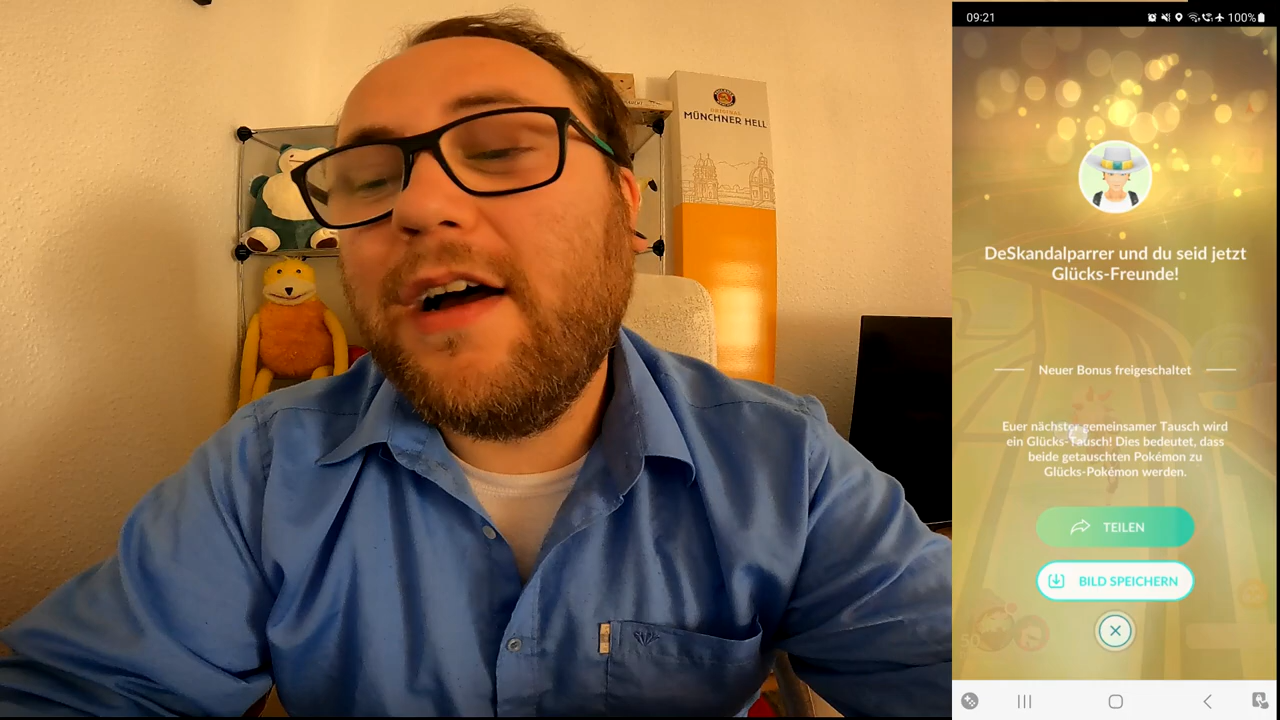 ORIGINAL
MÜNCHNER HELL
09:21
100%
DeSkandalparrer und du seid jetzt
Glücks-Freunde!
Neuer Bonus freigeschaltet
Euer nächster gemeinsamer Tausch wird
ein Glücks-Tausch! Dies bedeutet, dass
beide getauschten Pokémon zu
Glücks-Pokémon werden.
TEILEN
BILD SPEICHERN